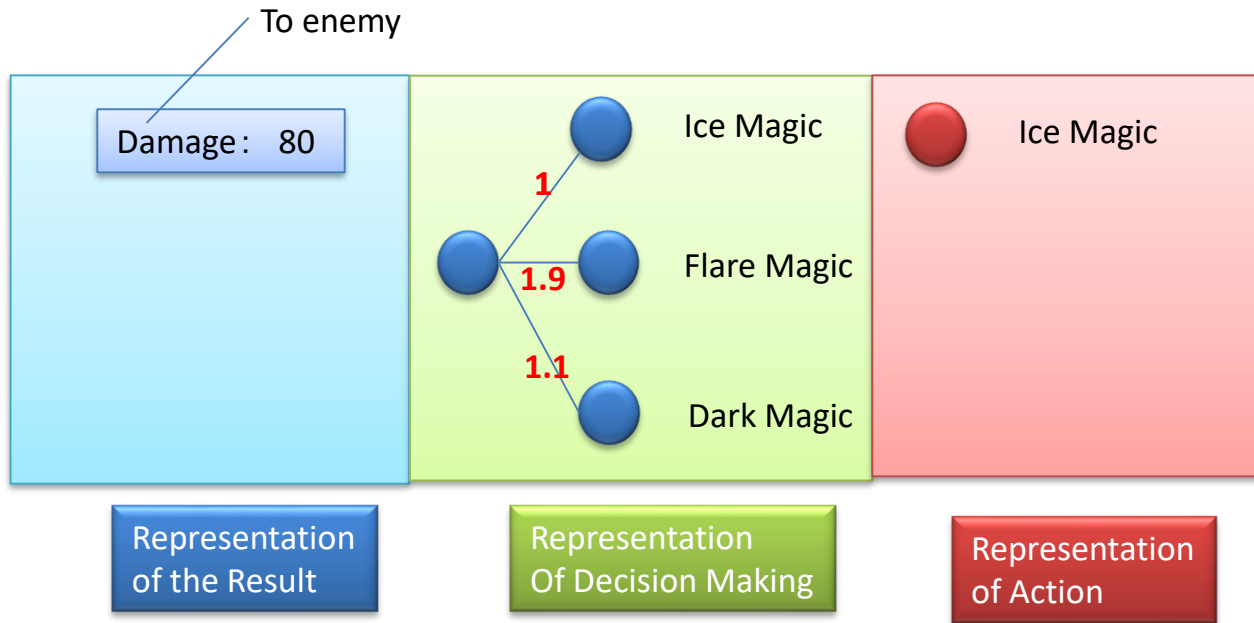 To enemy
Damage： 80
Ice Magic
1
Flare Magic
1.9
1.1
Dark Magic
Ice Magic
Representation
of the Result
Representation
Of Decision Making
Representation
of Action